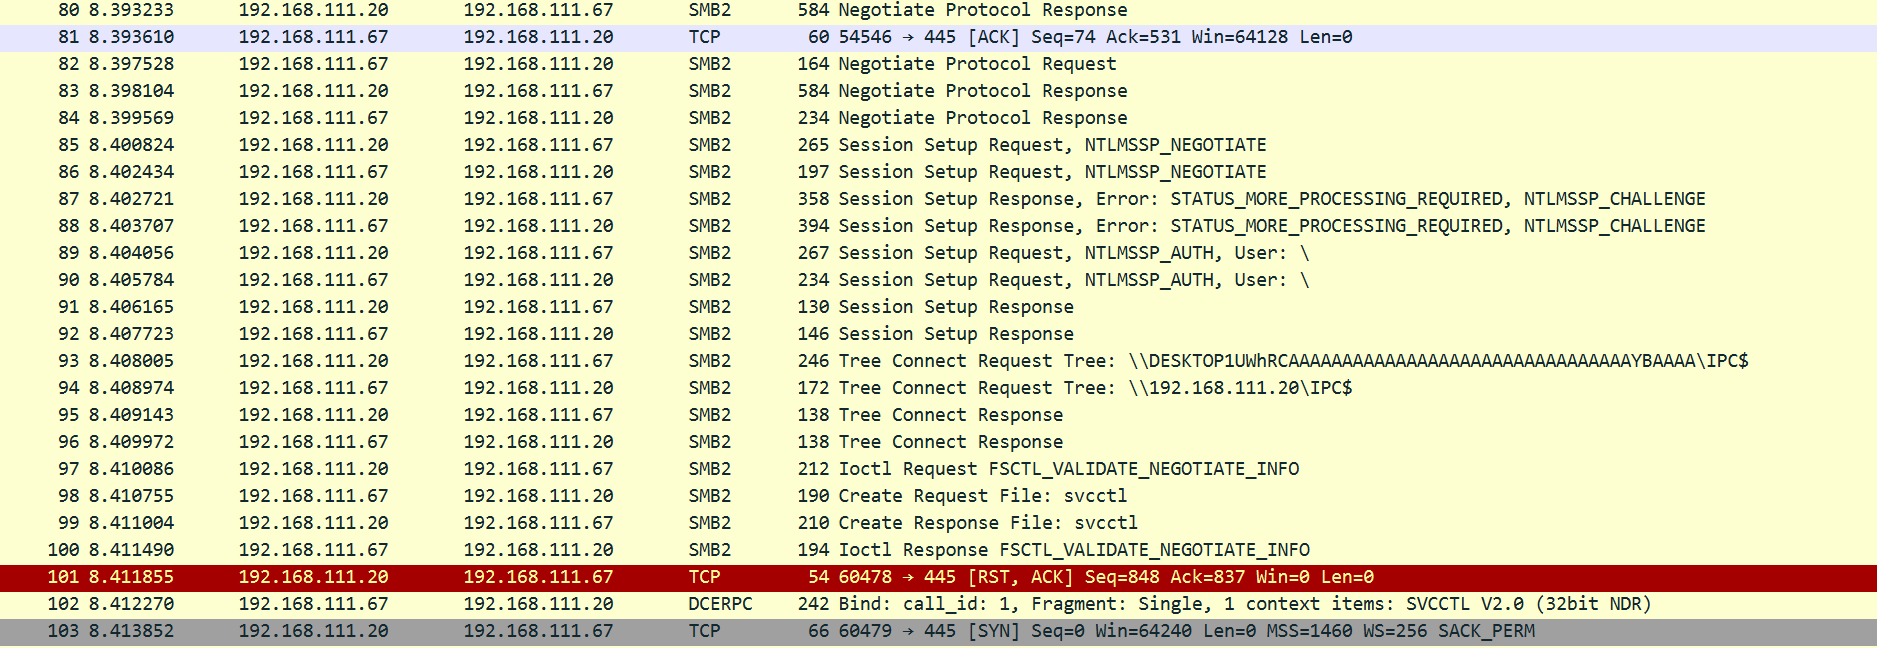 80 8.393233 192.168.111.20 192.168.111.67 SMB2 584 Negotiate Protocol Response
81 8.393610 192.168.111.67 192.168.111.20 TCP 60 54546 → 445 [ACK] Seq=74 Ack=531 Win=64128 Len=0
82 8.397528 192.168.111.67 192.168.111.20 SMB2 164 Negotiate Protocol Request
83 8.398104 192.168.111.20 192.168.111.67 SMB2 584 Negotiate Protocol Response
84 8.399569 192.168.111.67 192.168.111.20 SMB2 234 Negotiate Protocol Response
85 8.400824 192.168.111.20 192.168.111.67 SMB2 265 Session Setup Request, NTLMSSP_NEGOTIATE
86 8.402434 192.168.111.67 192.168.111.20 SMB2 197 Session Setup Request, NTLMSSP_NEGOTIATE
87 8.402721 192.168.111.20 192.168.111.67 SMB2 358 Session Setup Response, Error: STATUS_MORE_PROCESSING_REQUIRED, NTLMSSP_CHALLENGE
88 8.403707 192.168.111.67 192.168.111.20 SMB2 394 Session Setup Response, Error: STATUS_MORE_PROCESSING_REQUIRED, NTLMSSP_CHALLENGE
89 8.404056 192.168.111.20 192.168.111.67 SMB2 267 Session Setup Request, NTLMSSP_AUTH, User: \
90 8.405784 192.168.111.67 192.168.111.20 SMB2 234 Session Setup Request, NTLMSSP_AUTH, User: \
91 8.406165 192.168.111.20 192.168.111.67 SMB2 130 Session Setup Response
92 8.407723 192.168.111.67 192.168.111.20 SMB2 146 Session Setup Response
93 8.408005 192.168.111.20 192.168.111.67 SMB2 246 Tree Connect Request Tree: \\DESKTOP1UWhRCAAAAAAAAAAAAAAAAAAAAAAAAAAAAAAAAYBAAAA\IPC$
94 8.408974 192.168.111.67 192.168.111.20 SMB2 172 Tree Connect Request Tree: \\192.168.111.20\IPC$
95 8.409143 192.168.111.20 192.168.111.67 SMB2 138 Tree Connect Response
96 8.409972 192.168.111.67 192.168.111.20 SMB2 138 Tree Connect Response
97 8.410086 192.168.111.20 192.168.111.67 SMB2 212 Ioctl Request FSCTL_VALIDATE_NEGOTIATE_INFO
98 8.410755 192.168.111.67 192.168.111.20 SMB2 190 Create Request File: svcctl
99 8.411004 192.168.111.20 192.168.111.67 SMB2 210 Create Response File: svcctl
100 8.411490 192.168.111.67 192.168.111.20 SMB2 194 Ioctl Response FSCTL_VALIDATE_NEGOTIATE_INFO
101 8.411855 192.168.111.20 192.168.111.67 TCP 54 60478 → 445 [RST, ACK] Seq=848 Ack=837 Win=0 Len=0
102 8.412270 192.168.111.67 192.168.111.20 DCERPC 242 Bind: call_id: 1, Fragment: Single, 1 context items: SVCCTL V2.0 (32bit NDR)
103 8.413852 192.168.111.20 192.168.111.67 TCP 66 60479 → 445 [SYN] Seq=0 Win=64240 Len=0 MSS=1460 WS=256 SACK_PERM